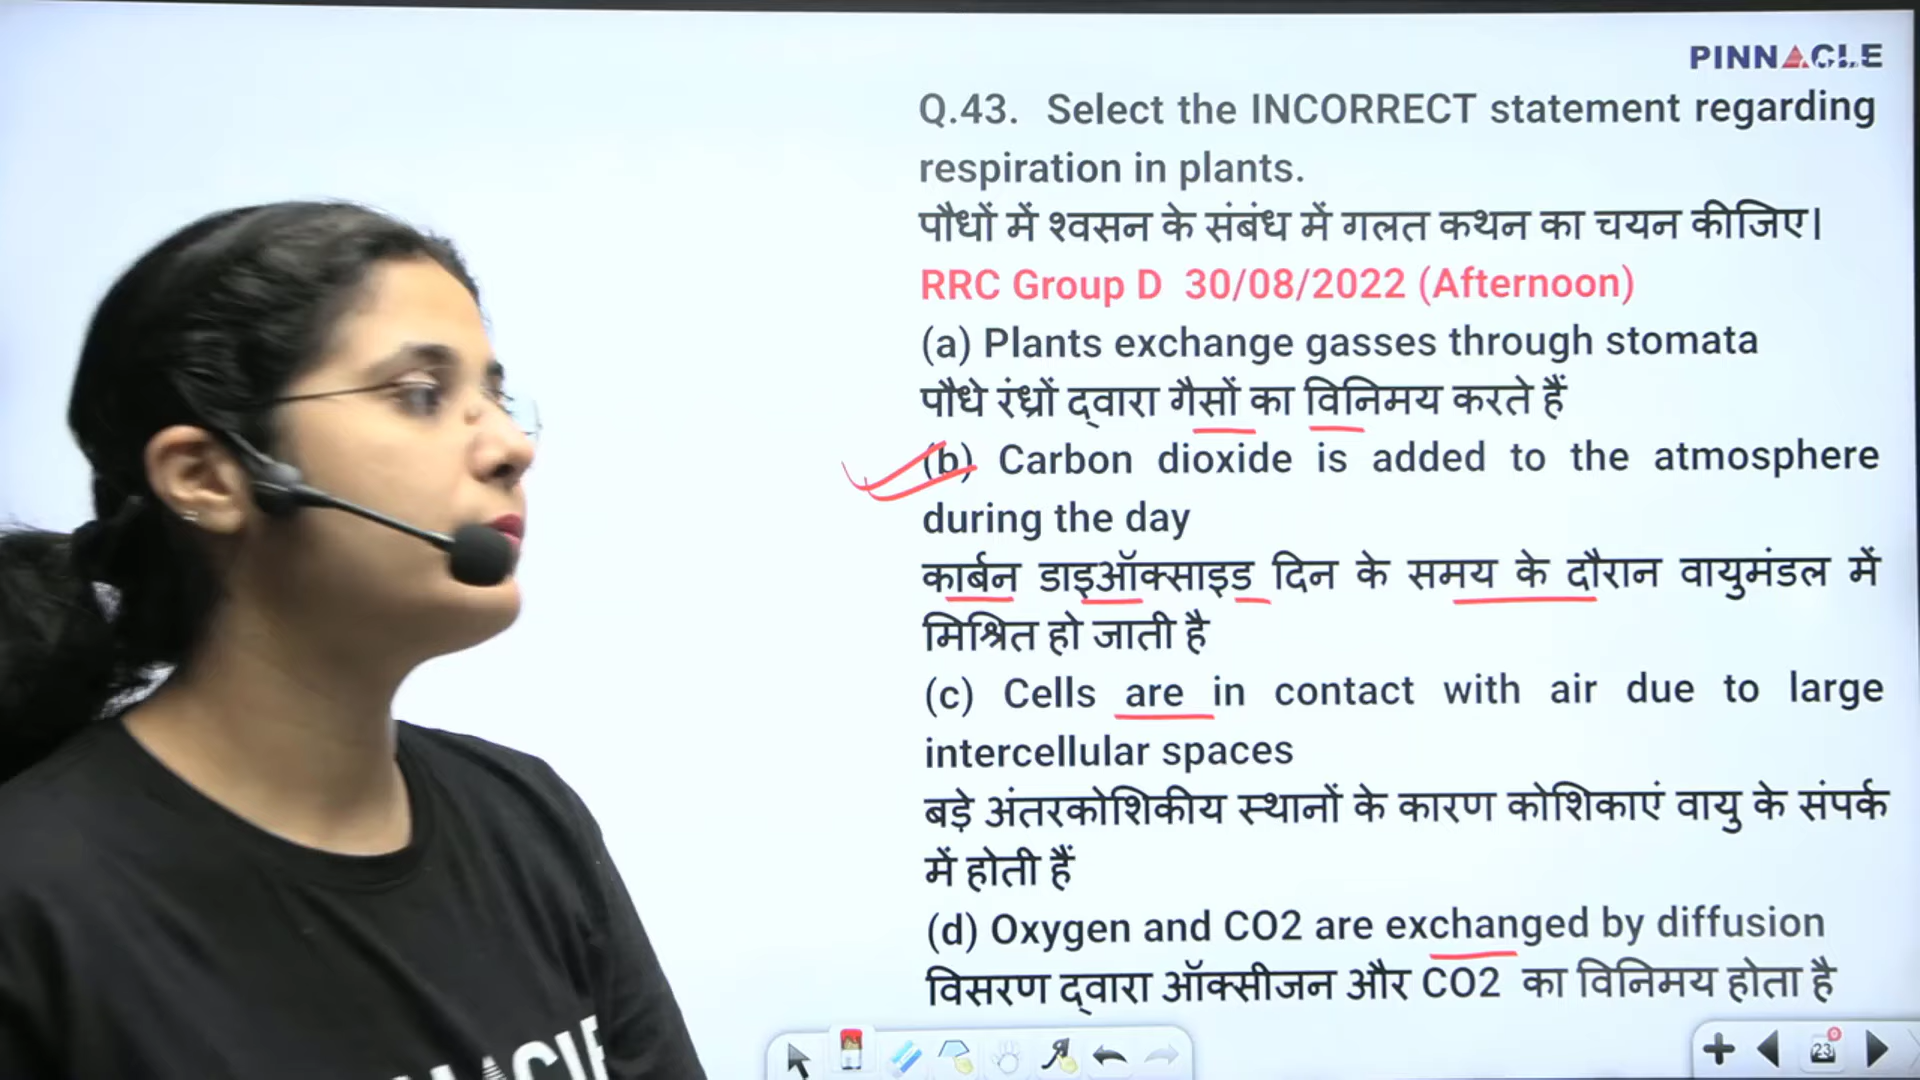 PINNACLE
Q.43. Select the INCORRECT statement regarding
respiration in plants.
पौधों में श्वसन के संबंध में गलत कथन का चयन कीजिए।
RRC Group D 30/08/2022 (Afternoon)
(a) Plants exchange gasses through stomata
पौधे रंध्रों द्वारा गैसों का विनिमय करते हैं
(b) Carbon dioxide is added to the atmosphere
during the day
कार्बन डाइऑक्साइड दिन के समय के दौरान वायुमंडल में
मिश्रित हो जाती है
(c) Cells are in contact with air due to large
intercellular spaces
बड़े अंतरकोशिकीय स्थानों के कारण कोशिकाएं वायु के संपर्क
में होती हैं
(d) Oxygen and CO2 are exchanged by diffusion
विसरण द्वारा ऑक्सीजन और CO2 का विनिमय होता है
23